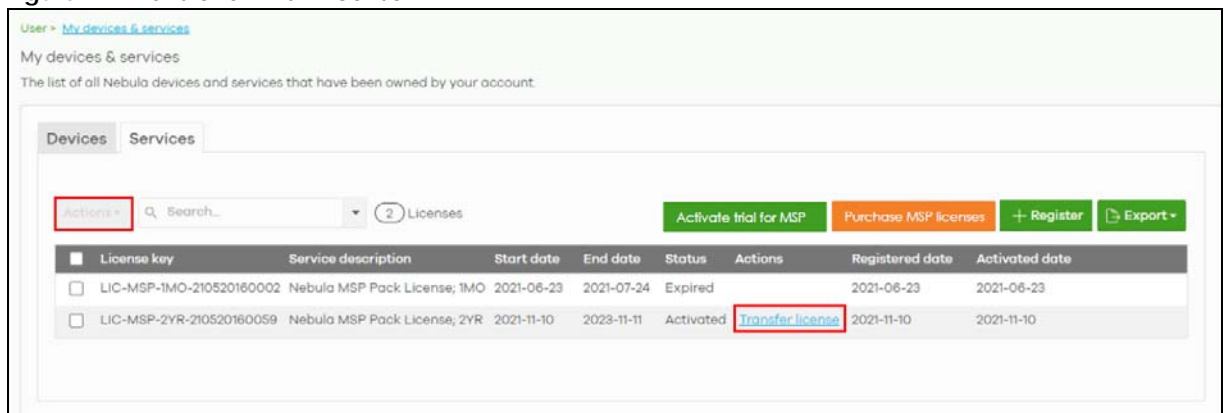 User > My devices & services
My devices & services
The list of all Nebula devices and services that have been owned by your account.
Devices Services
Actions Search... 2 Licenses Activate trial for MSP Purchase MSP licenses + Register Export
License key Service description Start date End date Status Actions Registered date Activated date
LIC-MSP-1MO-210520160002 Nebula MSP Pack License; 1MO 2021-06-23 2021-07-24 Expired 2021-06-23 2021-06-23
LIC-MSP-2YR-210520160059 Nebula MSP Pack License; 2YR 2021-11-10 2023-11-11 Activated Transfer license 2021-11-10 2021-11-10